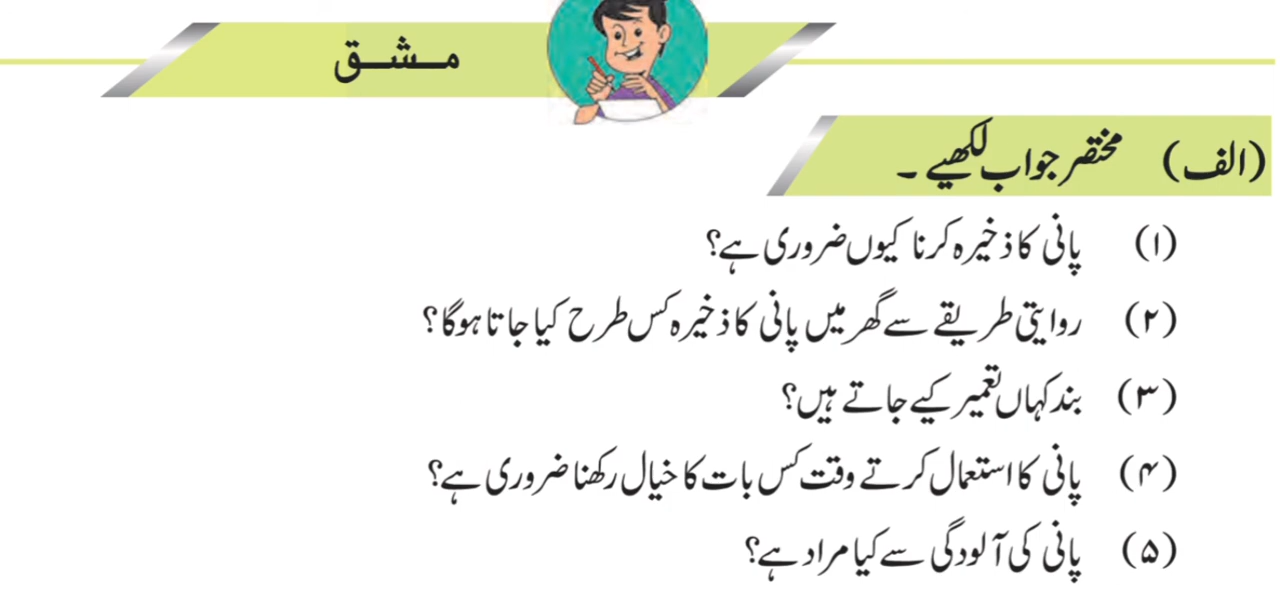 مشق
(الف) مختصر جواب لکھیے ۔
(۱) پانی کا ذخیرہ کرنا کیوں ضروری ہے؟
(۲) روایتی طریقے سے گھر میں پانی کا ذخیرہ کس طرح کیا جاتا ہوگا؟
(۳) بند کہاں تعمیر کیے جاتے ہیں؟
(۴) پانی کا استعمال کرتے وقت کس بات کا خیال رکھنا ضروری ہے؟
(۵) پانی کی آلودگی سے کیا مراد ہے؟